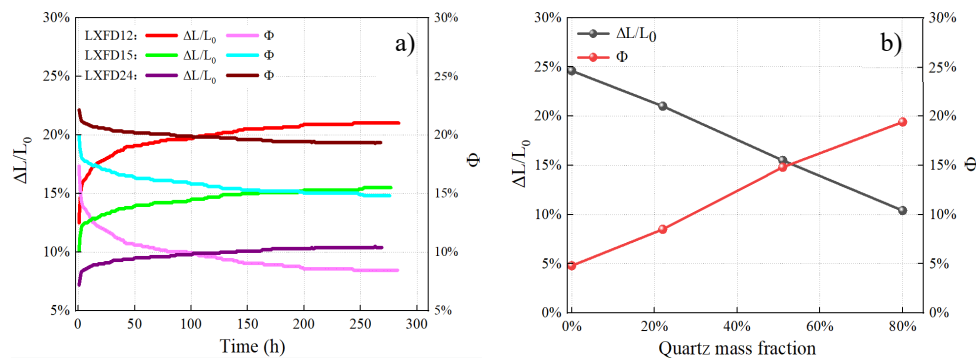 30%
25%
20%
15%
10%
5%
ΔL/L0
LXFD12: ΔL/L0 Φ
LXFD15: ΔL/L0 Φ
LXFD24: ΔL/L0 Φ
a)
30%
25%
20%
15%
10%
5%
Φ
0 50 100 150 200 250 300
Time (h)
30%
25%
20%
15%
10%
5%
0%
ΔL/L0
ΔL/L0
Φ
b)
30%
25%
20%
15%
10%
5%
0%
Φ
0% 20% 40% 60% 80%
Quartz mass fraction